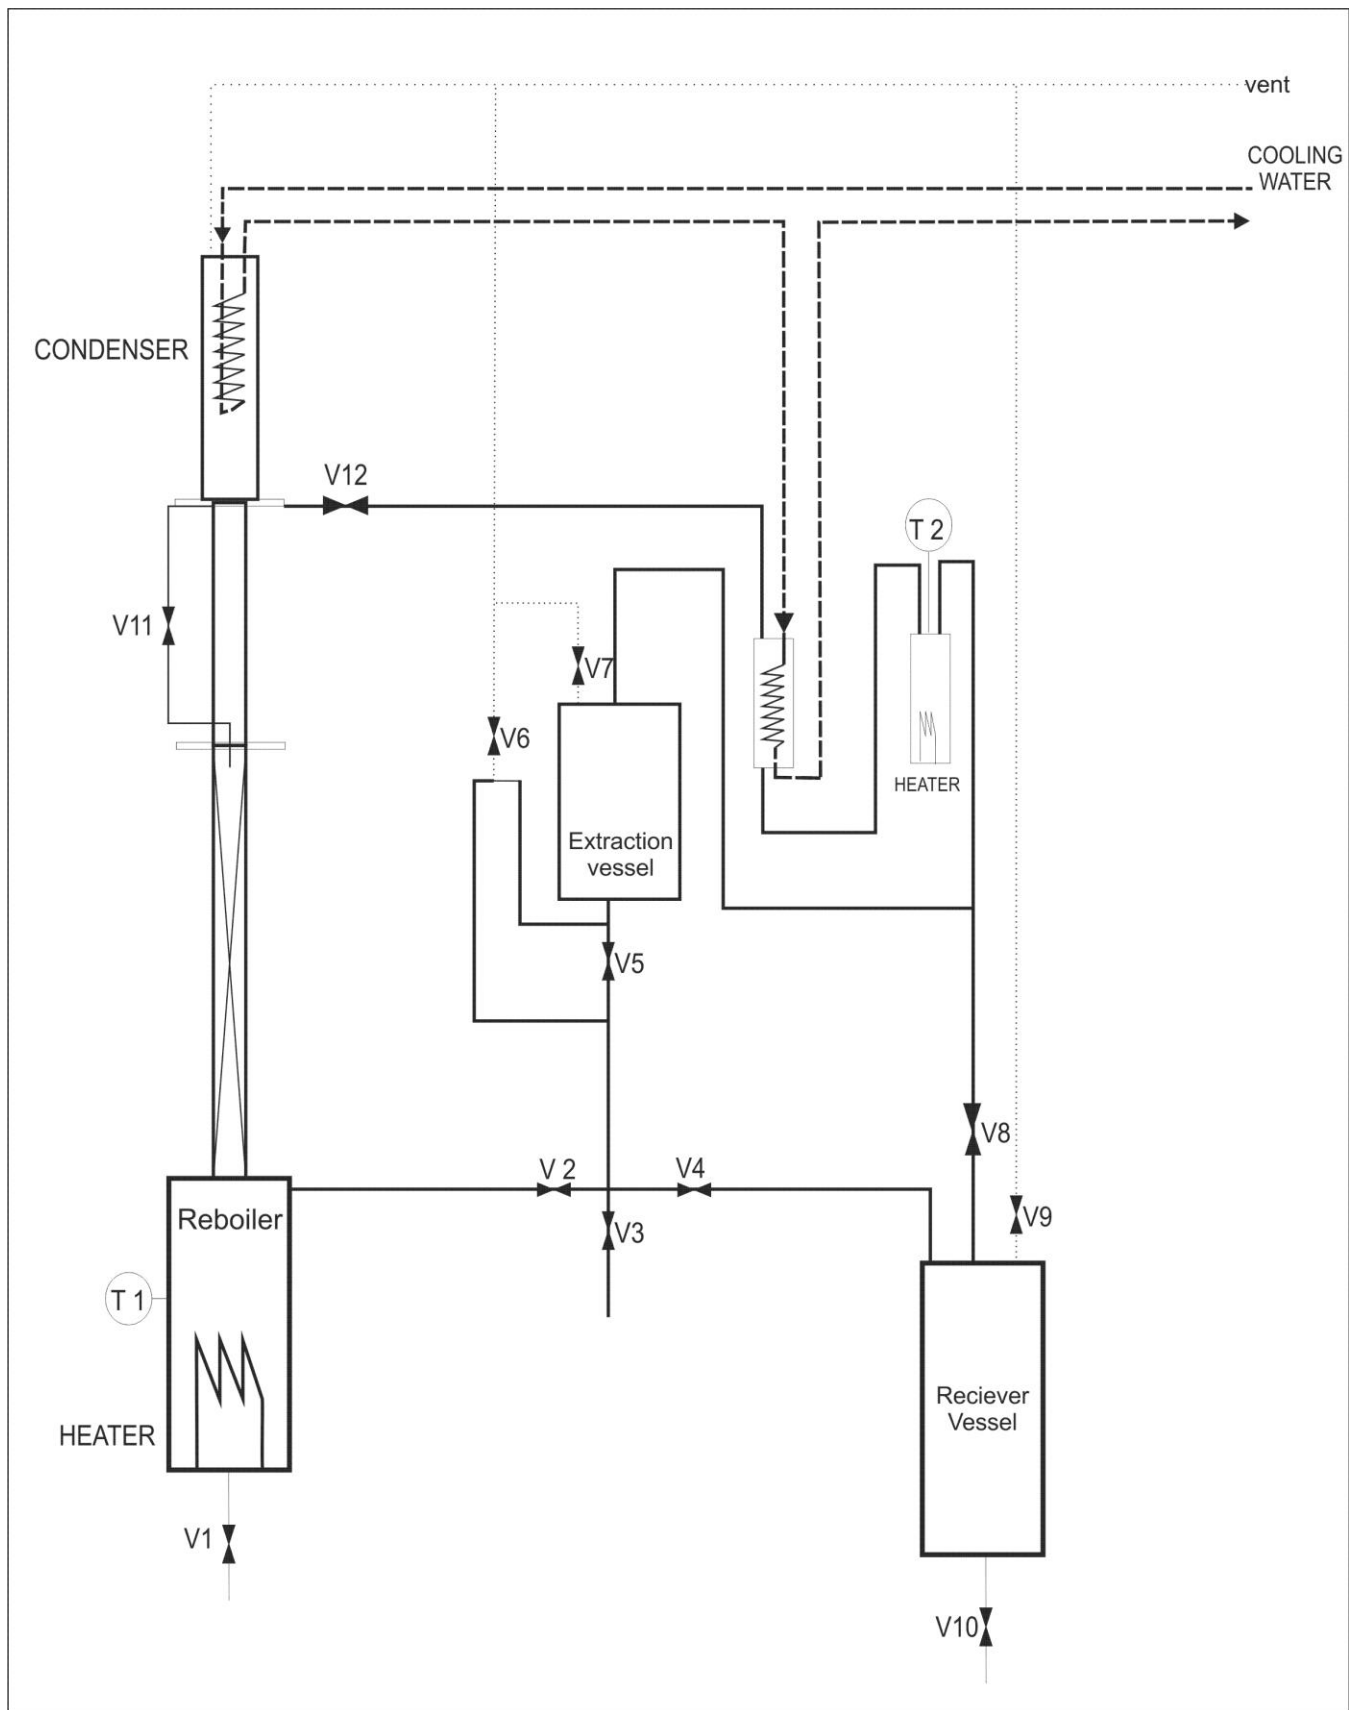 vent
COOLING
WATER
CONDENSER
V12
T 2
V11
V7
V6
HEATER
Extraction
vessel
V5
V8
V 2
V4
Reboiler
V3
V9
T 1
Reciever
Vessel
HEATER
V1
V10